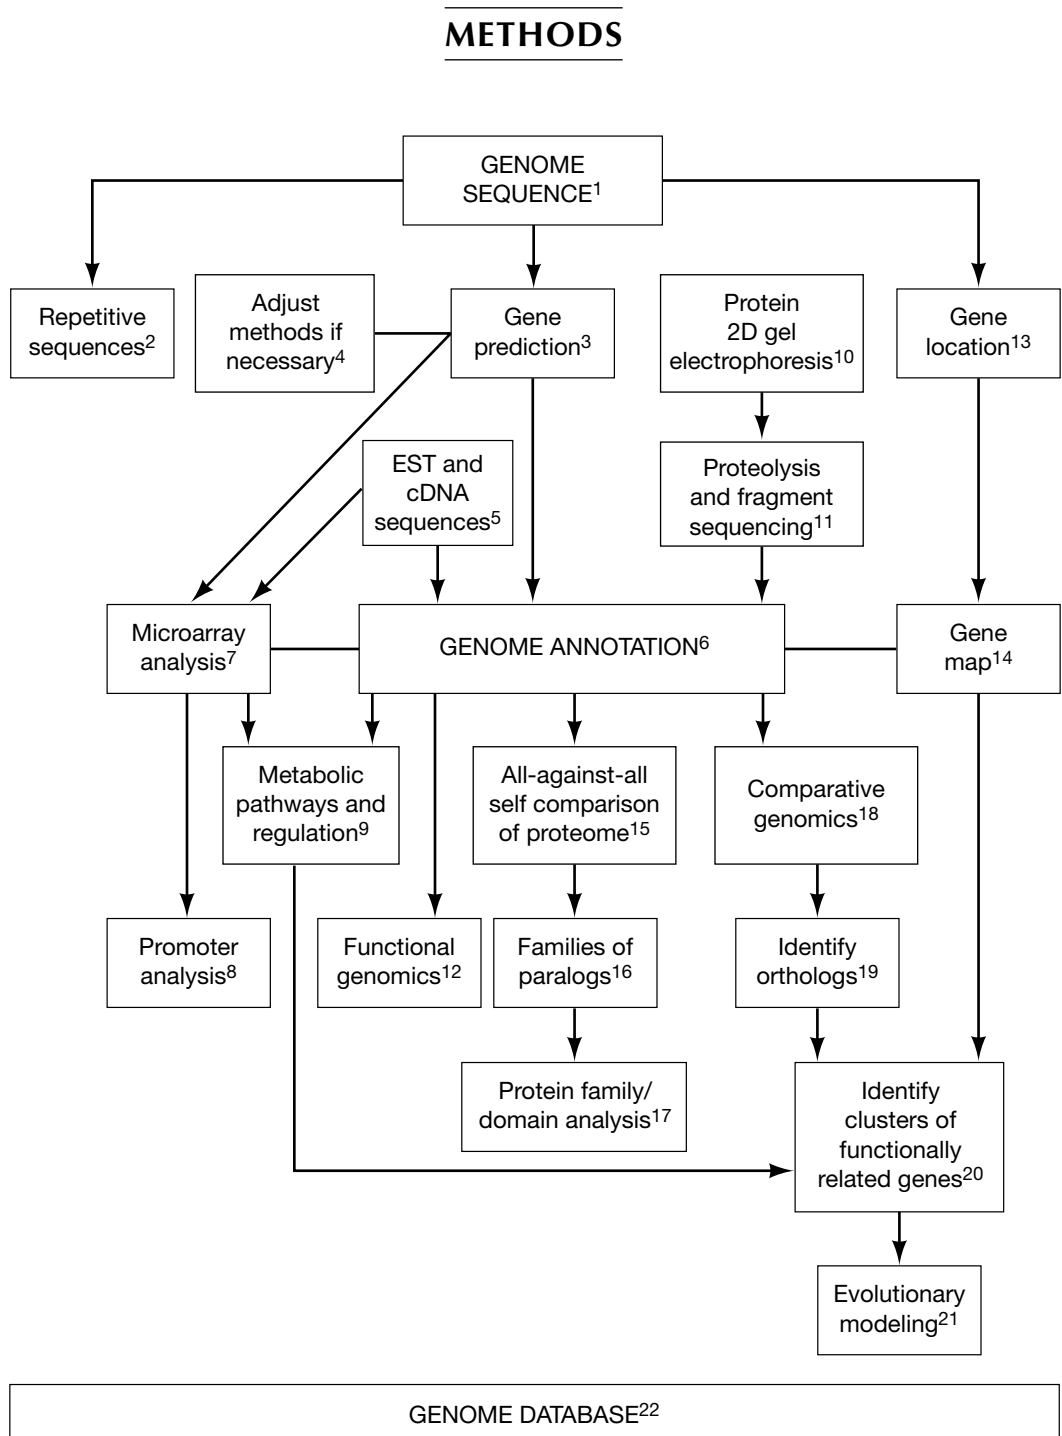 METHODS
GENOME
SEQUENCE1
Repetitive
sequences2
Adjust
methods if
necessary4
Gene
prediction3
Protein
2D gel
electrophoresis10
Gene
location13
EST and
cDNA
sequences5
Proteolysis
and fragment
sequencing11
Microarray
analysis7
GENOME ANNOTATION6
Gene
map14
Metabolic
pathways and
regulation9
All-against-all
self comparison
of proteome15
Comparative
genomics18
Promoter
analysis8
Functional
genomics12
Families of
paralogs16
Identify
orthologs19
Protein family/
domain analysis17
Identify
clusters of
functionally
related genes20
Evolutionary
modeling21
GENOME DATABASE22